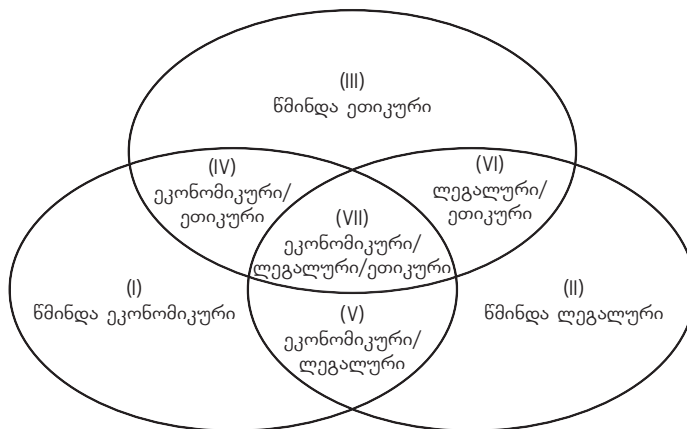 (III)
წმინდა ეთიკური
(IV)
ეკონომიკური/
ეთიკური
(VI)
ლეგალური/
ეთიკური
(VII)
ეკონომიკური/
ლეგალური/ეთიკური
(I)
წმინდა ეკონომიკური
(II)
წმინდა ლეგალური
(V)
ეკონომიკური/
ლეგალური